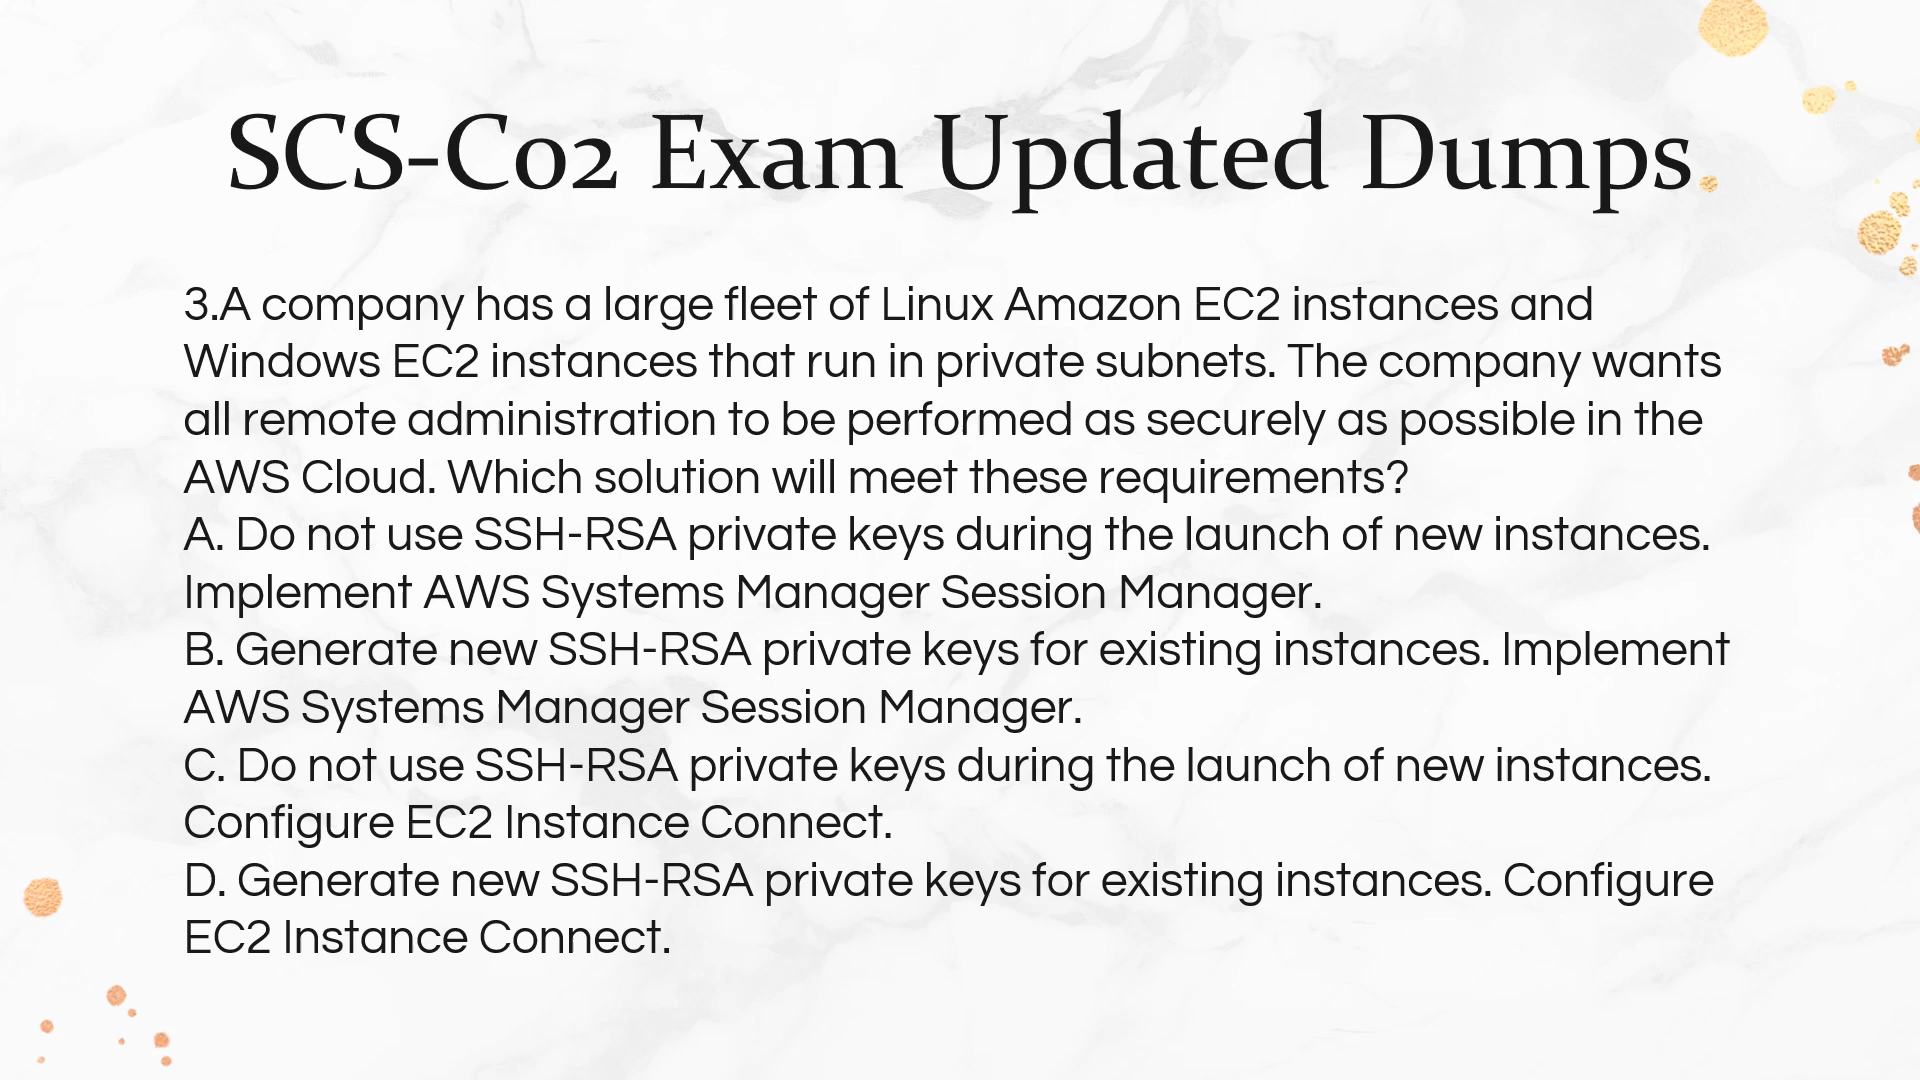 SCS-C02 Exam Updated Dumps
3.A company has a large fleet of Linux Amazon EC2 instances and
Windows EC2 instances that run in private subnets. The company wants
all remote administration to be performed as securely as possible in the
AWS Cloud. Which solution will meet these requirements?
A. Do not use SSH-RSA private keys during the launch of new instances.
Implement AWS Systems Manager Session Manager.
B. Generate new SSH-RSA private keys for existing instances. Implement
AWS Systems Manager Session Manager.
C. Do not use SSH-RSA private keys during the launch of new instances.
Configure EC2 Instance Connect.
D. Generate new SSH-RSA private keys for existing instances. Configure
EC2 Instance Connect.